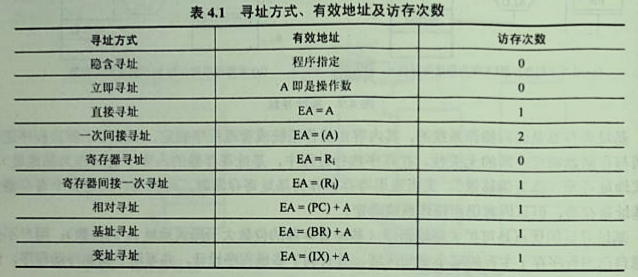 表 4.1 寻址方式、有效地址及访存次数
寻址方式 有效地址 访存次数
隐含寻址 程序指定 0
立即寻址 A 即是操作数 0
直接寻址 EA = A 1
一次间接寻址 EA = (A) 2
寄存器寻址 EA = Ri 0
寄存器间接一次寻址 EA = (Ri) 1
相对寻址 EA = (PC) + A 1
基址寻址 EA = (BR) + A 1
变址寻址 EA = (IX) + A 1